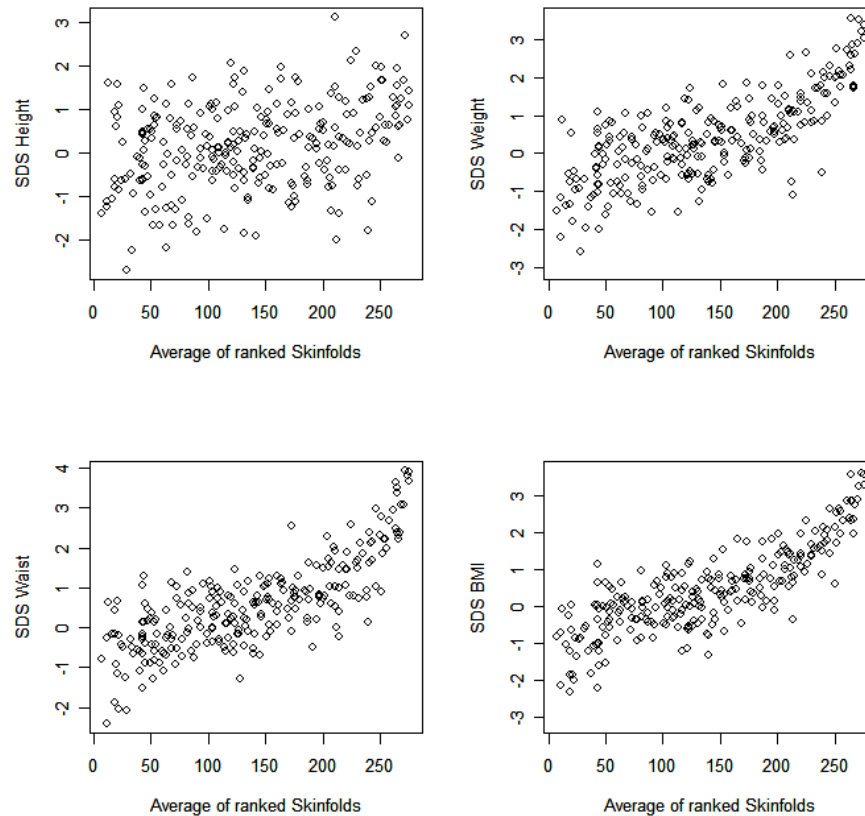 3
2
1
0
-1
-2
SDS Height
0 50 100 150 200 250
Average of ranked Skinfolds
3
2
1
0
-1
-2
-3
SDS Weight
0 50 100 150 200 250
Average of ranked Skinfolds
4
3
2
1
0
-1
-2
SDS Waist
0 50 100 150 200 250
Average of ranked Skinfolds
3
2
1
0
-1
-2
-3
SDS BMI
0 50 100 150 200 250
Average of ranked Skinfolds